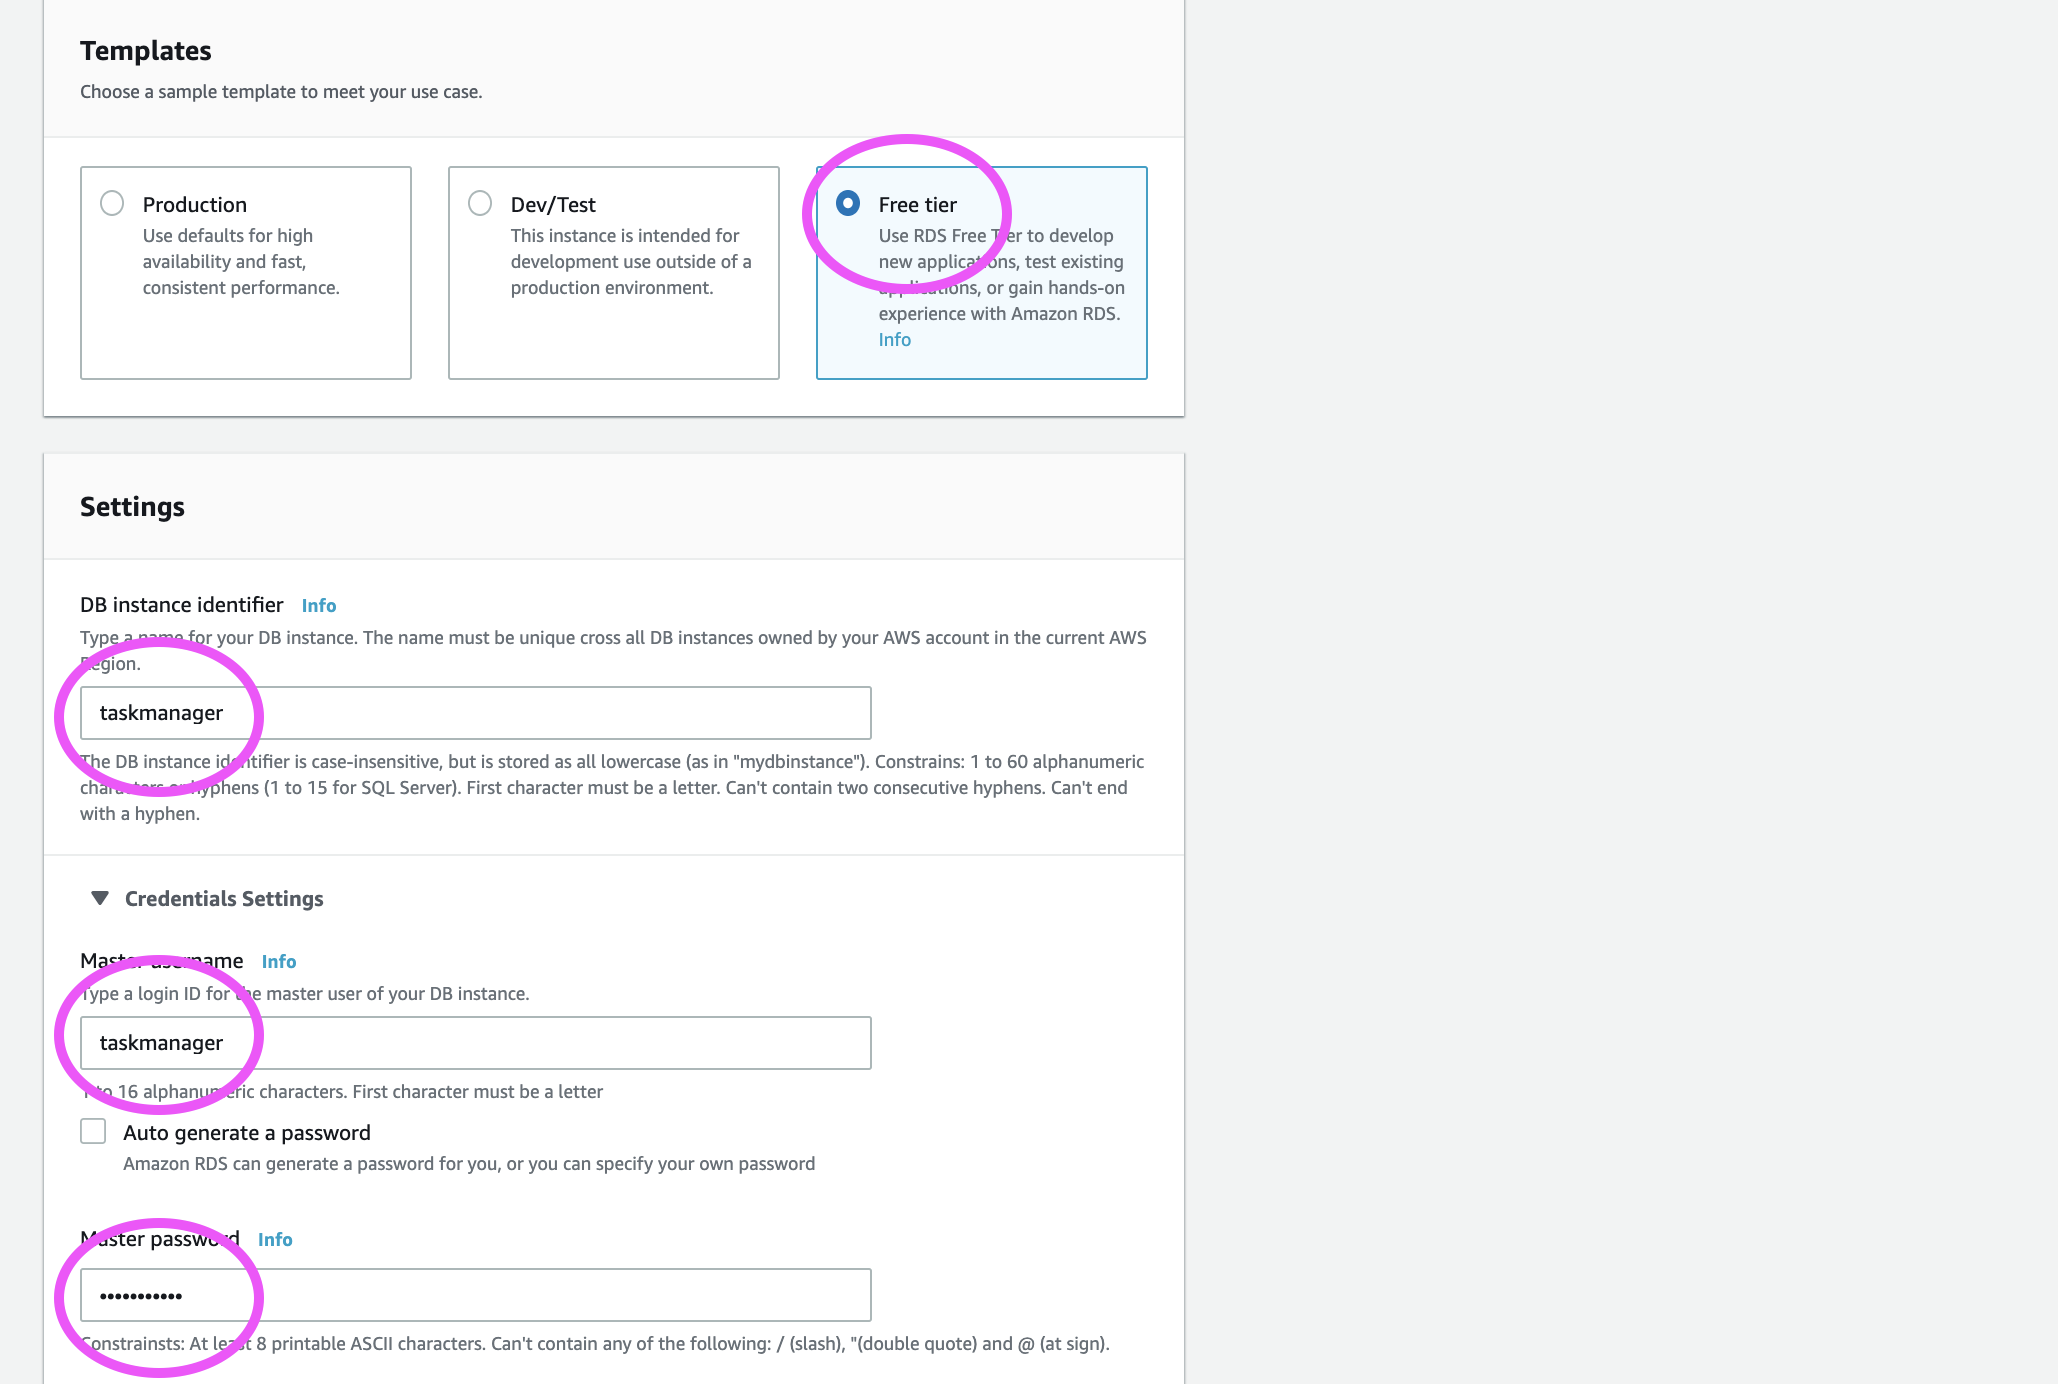 Templates
Choose a sample template to meet your use case.
Production
Use defaults for high
availability and fast,
consistent performance.
Dev/Test
This instance is intended for
development use outside of a
production environment.
Free tier
Use RDS Free Tier to develop
new applications, test existing
applications, or gain hands-on
experience with Amazon RDS.
Info
Settings
DB instance identifier Info
Type a name for your DB instance. The name must be unique cross all DB instances owned by your AWS account in the current AWS
Region.
taskmanager
The DB instance identifier is case-insensitive, but is stored as all lowercase (as in "mydbinstance"). Constrains: 1 to 60 alphanumeric
characters or hyphens (1 to 15 for SQL Server). First character must be a letter. Can't contain two consecutive hyphens. Can't end
with a hyphen.
Credentials Settings
Master username Info
Type a login ID for the master user of your DB instance.
taskmanager
1 to 16 alphanumeric characters. First character must be a letter
Auto generate a password
Amazon RDS can generate a password for you, or you can specify your own password
Master password Info
•••••••••••
Constrainsts: At least 8 printable ASCII characters. Can't contain any of the following: / (slash), "(double quote) and @ (at sign).